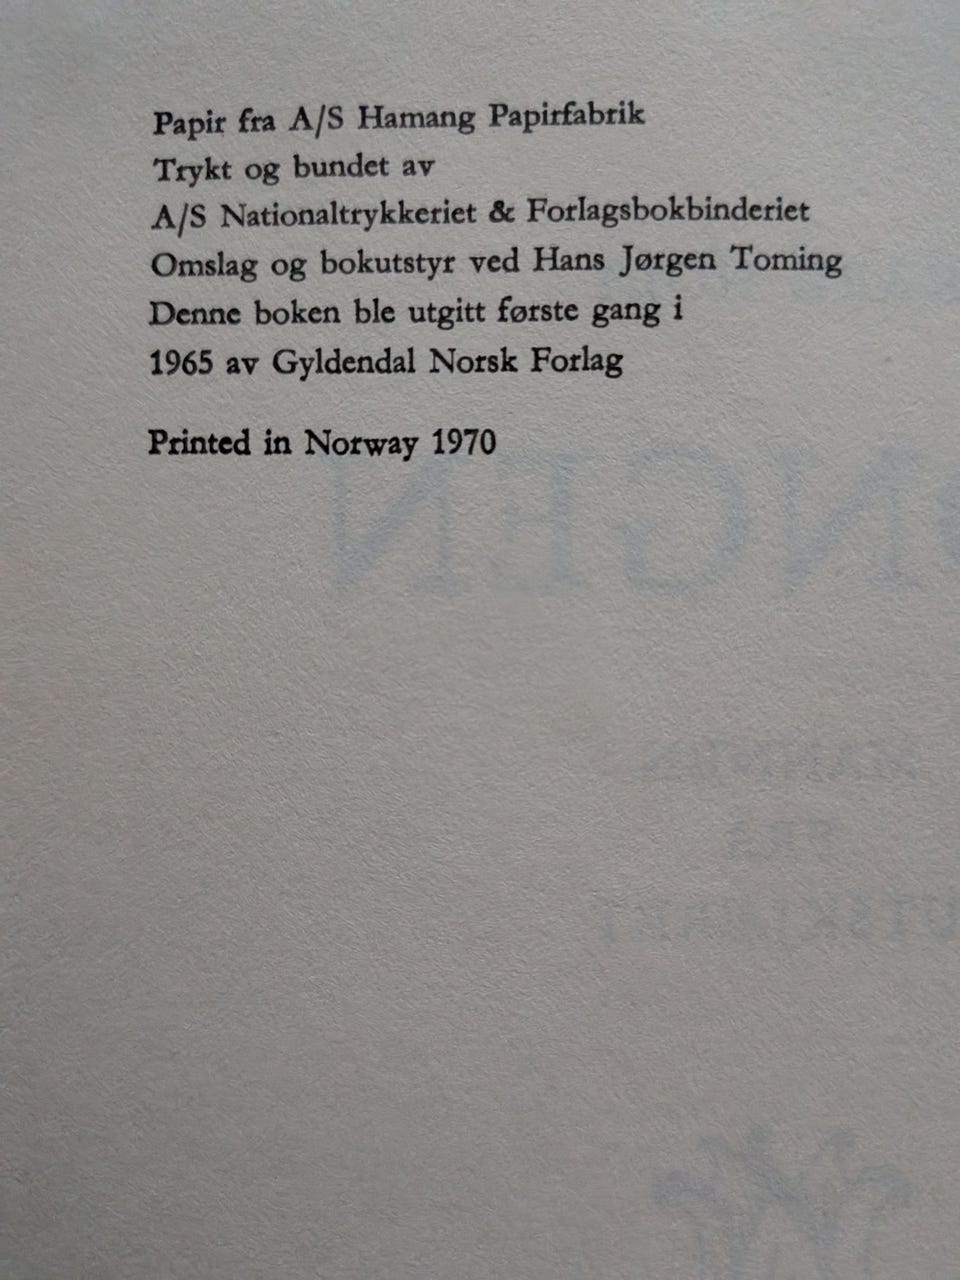 Papir fra A/S Hamang Papirfabrik
Trykt og bundet av
A/S Nationaltrykkeriet & Forlagsbokbinderiet
Omslag og bokutstyr ved Hans Jørgen Toming
Denne boken ble utgitt første gang i
1965 av Gyldendal Norsk Forlag
Printed in Norway 1970